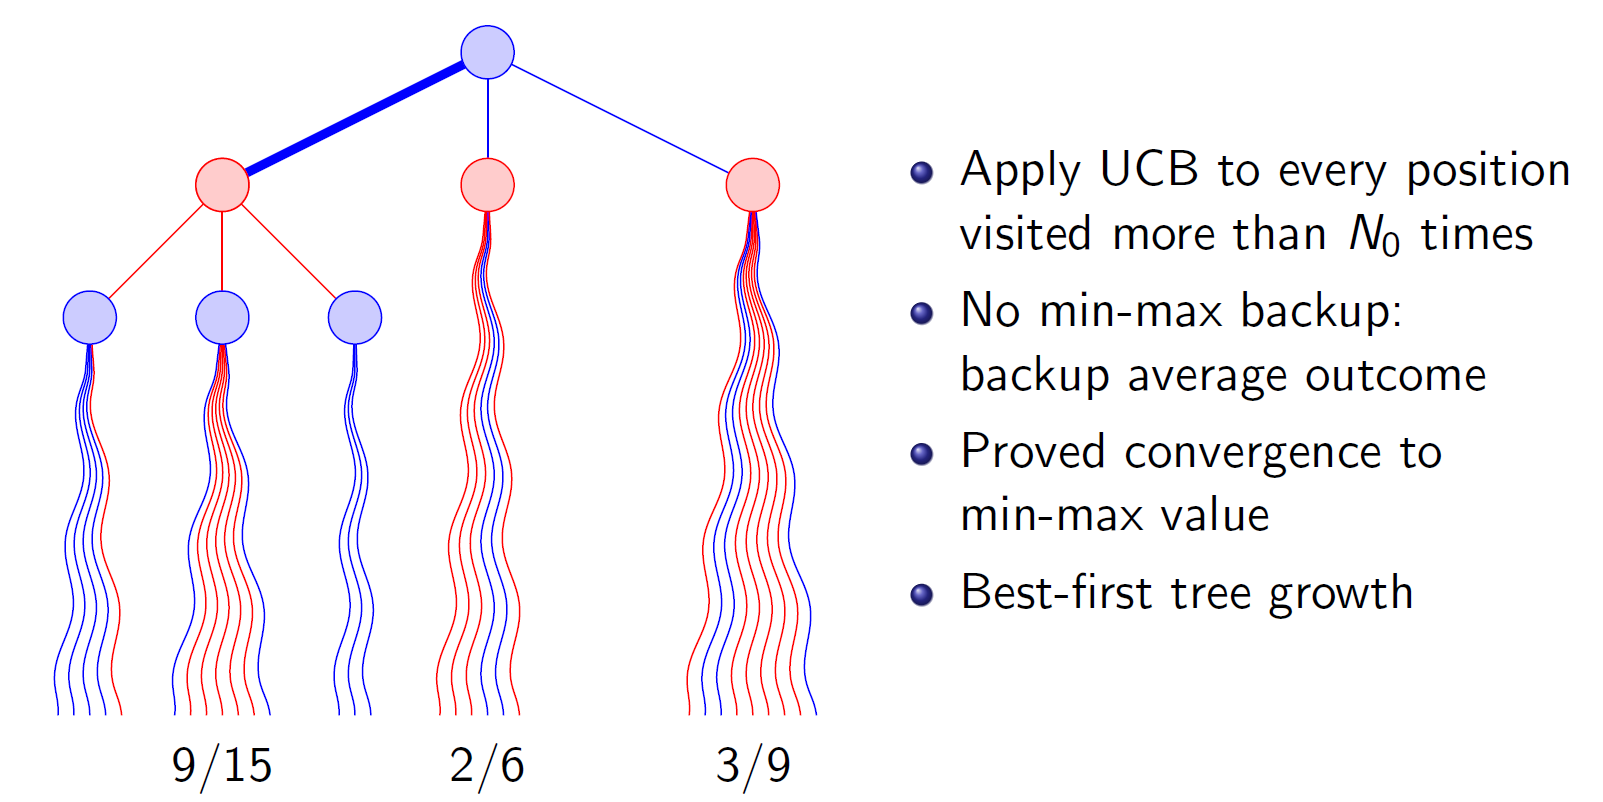 Apply UCB to every position
visited more than N₀ times
No min-max backup:
backup average outcome
Proved convergence to
min-max value
Best-first tree growth
9/15 2/6 3/9